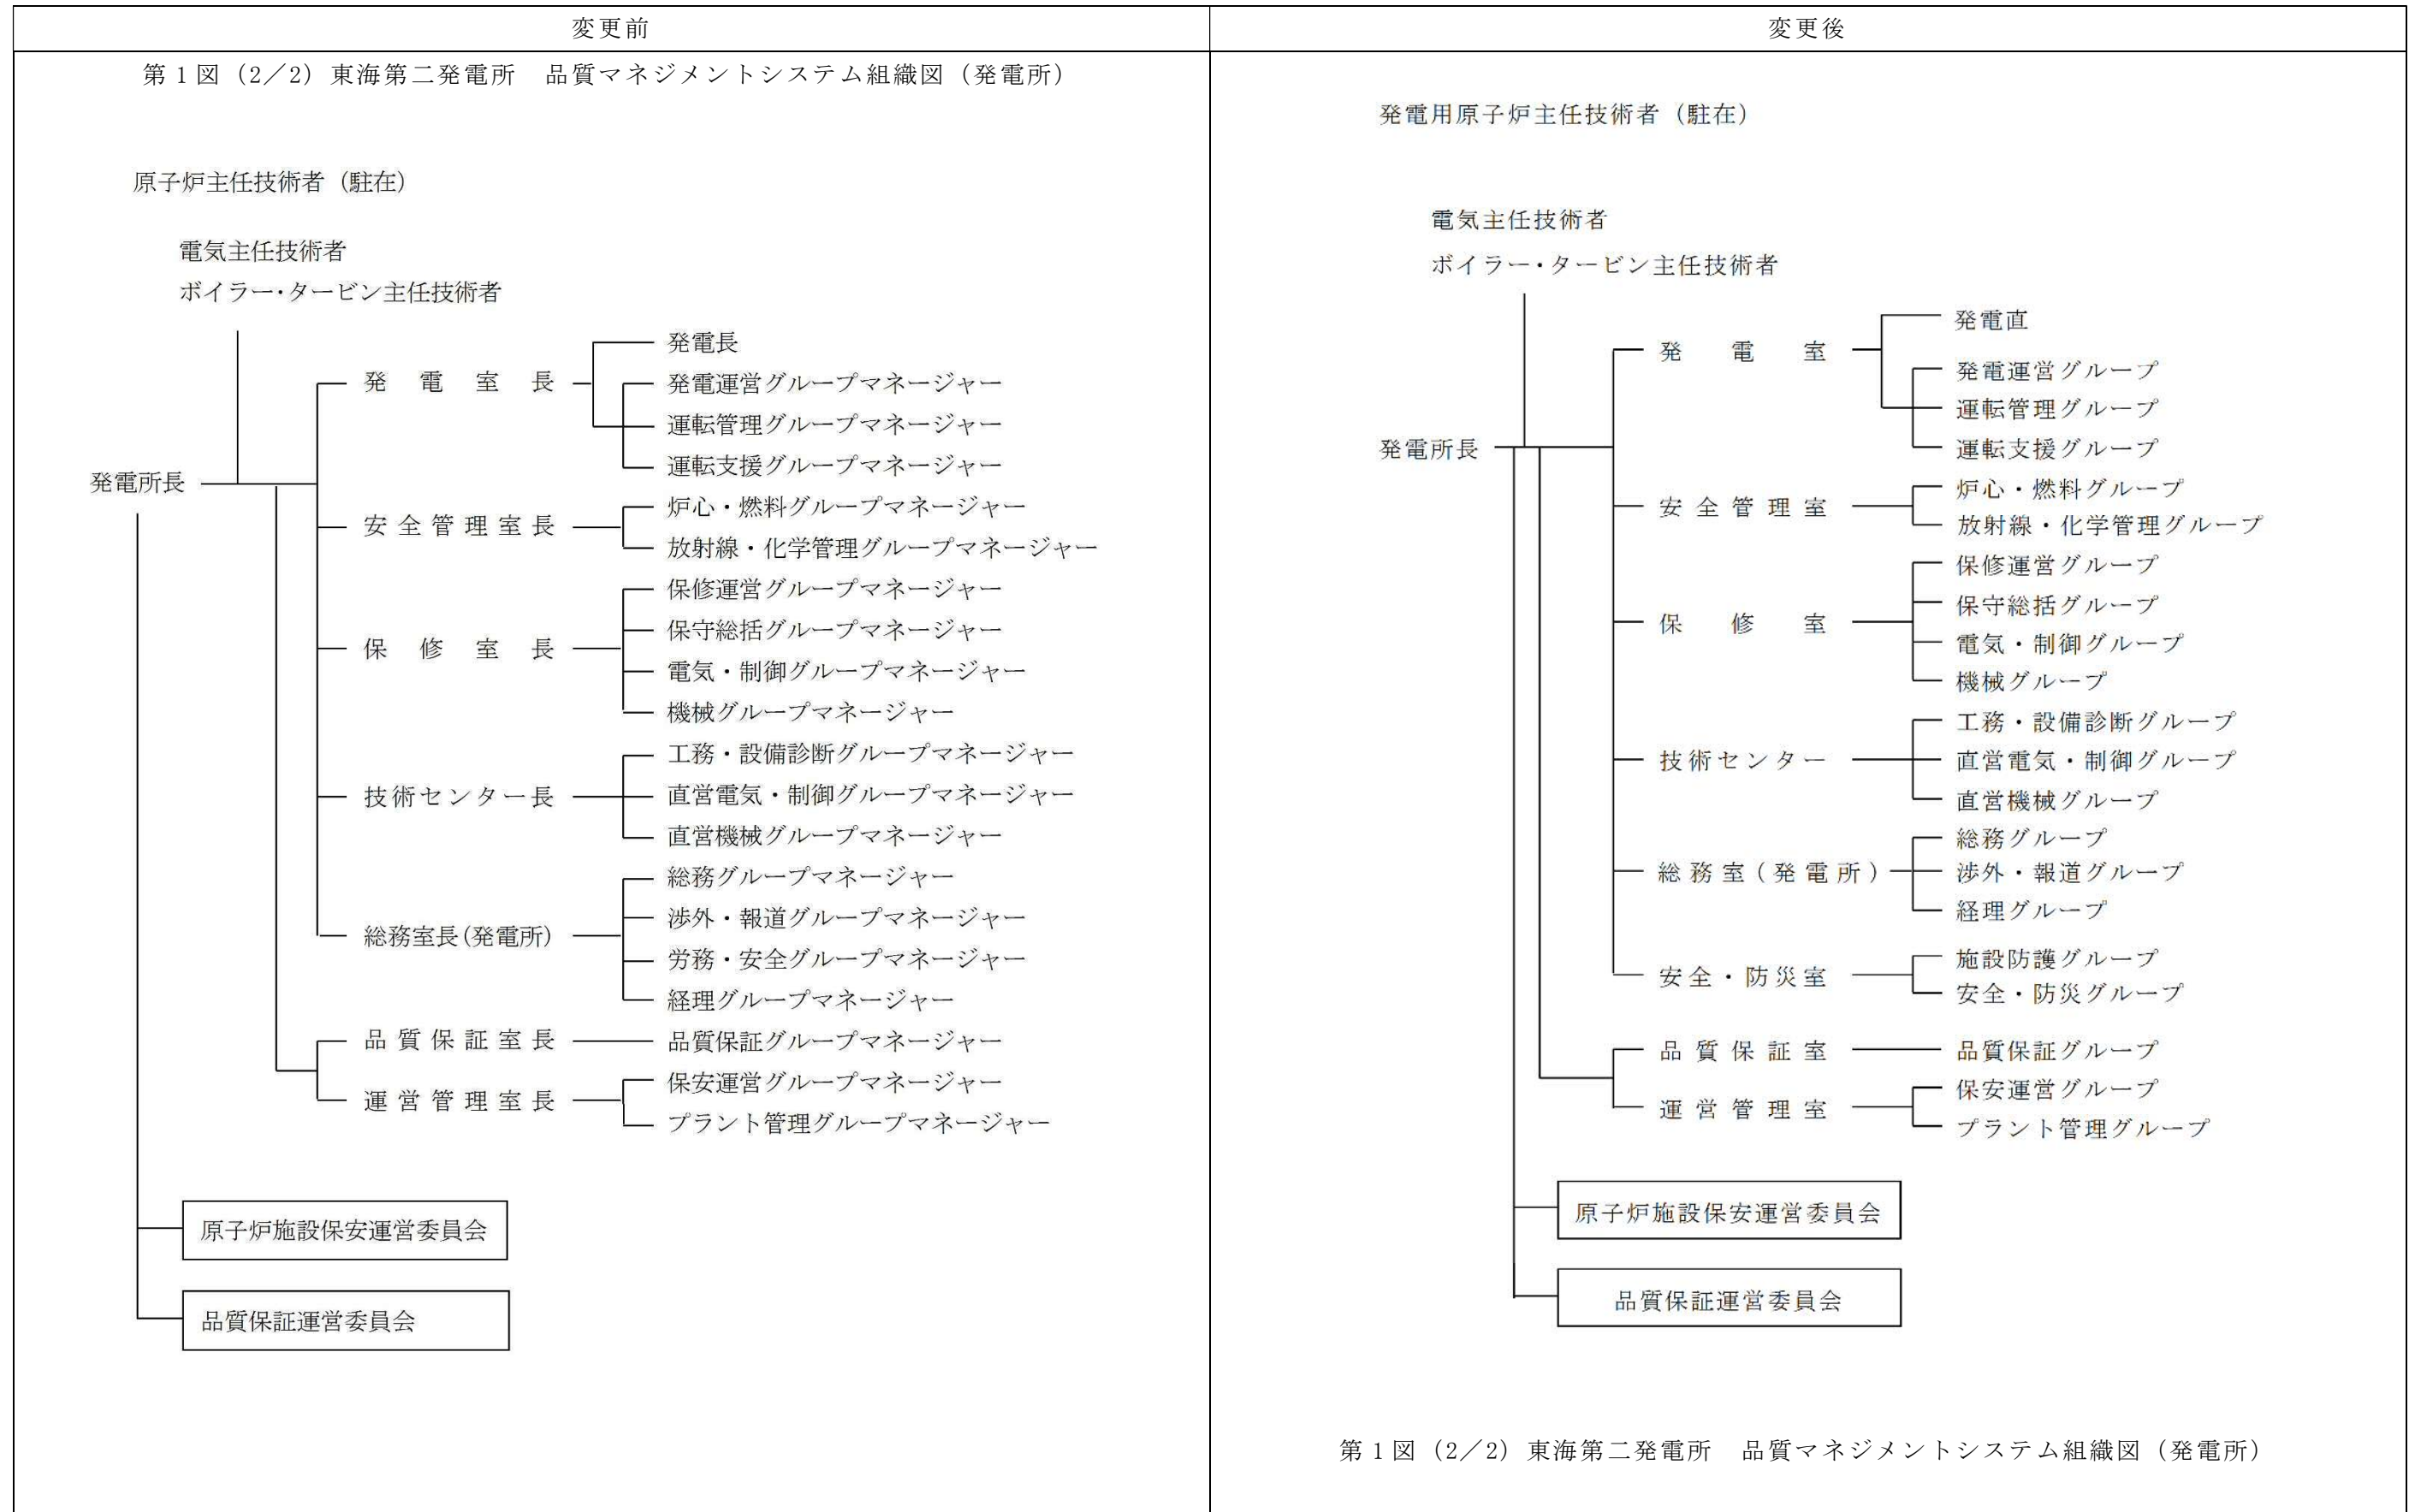 変更前
変更後
第1図（2／2）東海第二発電所　品質マネジメントシステム組織図（発電所）
原子炉主任技術者（駐在）
電気主任技術者
ボイラー・タービン主任技術者
発電所長
発電室長
発電長
発電運営グループマネージャー
運転管理グループマネージャー
運転支援グループマネージャー
安全管理室長
炉心・燃料グループマネージャー
放射線・化学管理グループマネージャー
保修室長
保修運営グループマネージャー
保守総括グループマネージャー
電気・制御グループマネージャー
機械グループマネージャー
技術センター長
工務・設備診断グループマネージャー
直営電気・制御グループマネージャー
直営機械グループマネージャー
総務室長(発電所)
総務グループマネージャー
渉外・報道グループマネージャー
労務・安全グループマネージャー
経理グループマネージャー
品質保証室長
品質保証グループマネージャー
運営管理室長
保安運営グループマネージャー
プラント管理グループマネージャー
原子炉施設保安運営委員会
品質保証運営委員会
発電用原子炉主任技術者（駐在）
電気主任技術者
ボイラー・タービン主任技術者
発電所長
発電室
発電直
発電運営グループ
運転管理グループ
運転支援グループ
安全管理室
炉心・燃料グループ
放射線・化学管理グループ
保修室
保修運営グループ
保守総括グループ
電気・制御グループ
機械グループ
技術センター
工務・設備診断グループ
直営電気・制御グループ
直営機械グループ
総務室(発電所)
総務グループ
渉外・報道グループ
経理グループ
安全・防災室
施設防護グループ
安全・防災グループ
品質保証室
品質保証グループ
運営管理室
保安運営グループ
プラント管理グループ
原子炉施設保安運営委員会
品質保証運営委員会
第1図（2／2）東海第二発電所　品質マネジメントシステム組織図（発電所）